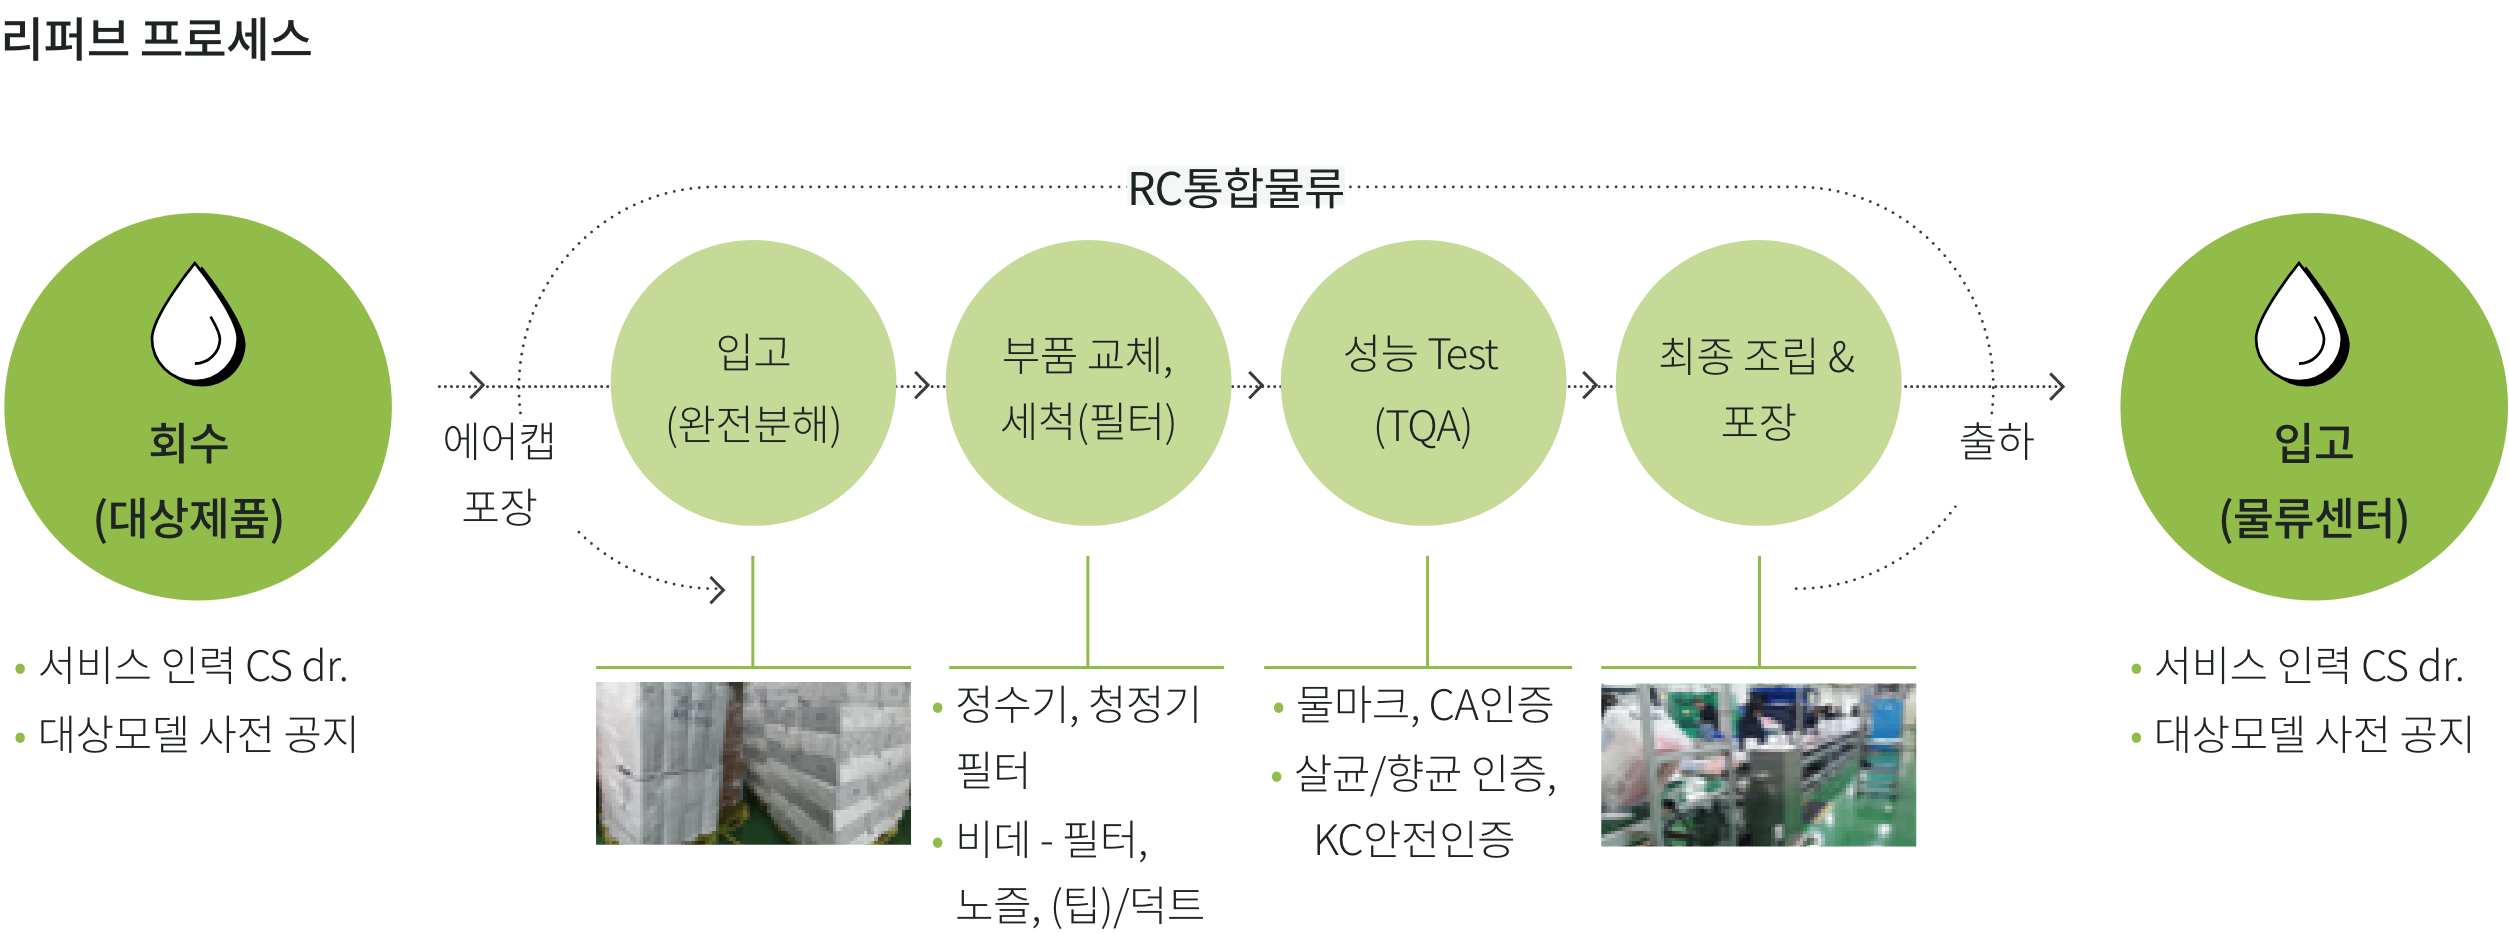 리퍼브 프로세스
RC통합물류
회수
(대상제품)
서비스 인력 CS dr.
대상모델 사전 공지
에어캡
포장
입고
(완전분해)
부품 교체,
세척(필터)
정수기, 청정기
필터
비데 - 필터,
노즐, (팁)/덕트
성능 Test
(TQA)
물마크, CA인증
살균/향균 인증,
KC안전인증
최종 조립 &
포장
출하
입고
(물류센터)
서비스 인력 CS dr.
대상모델 사전 공지